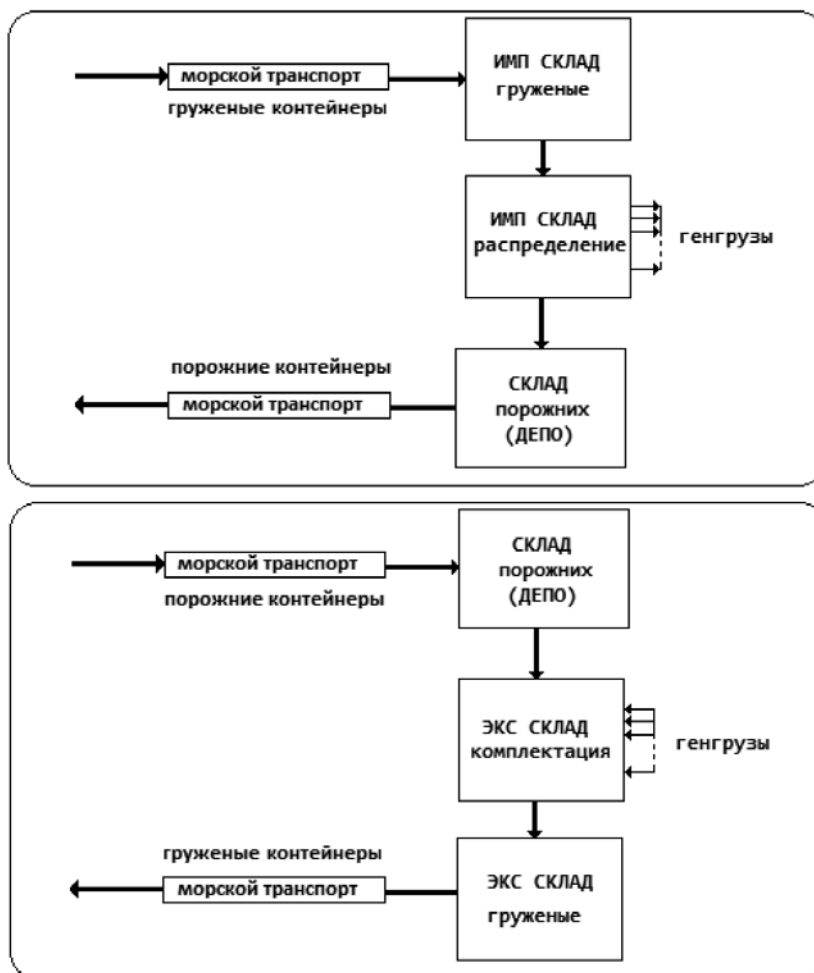 ИМП СКЛАД
груженые
морской транспорт
груженые контейнеры
ИМП СКЛАД
распределение
генгрузы
порожние контейнеры
морской транспорт
СКЛАД
порожних
(ДЕПО)
СКЛАД
порожних
(ДЕПО)
морской транспорт
порожние контейнеры
ЭКС СКЛАД
комплектация
генгрузы
груженые контейнеры
морской транспорт
ЭКС СКЛАД
груженые